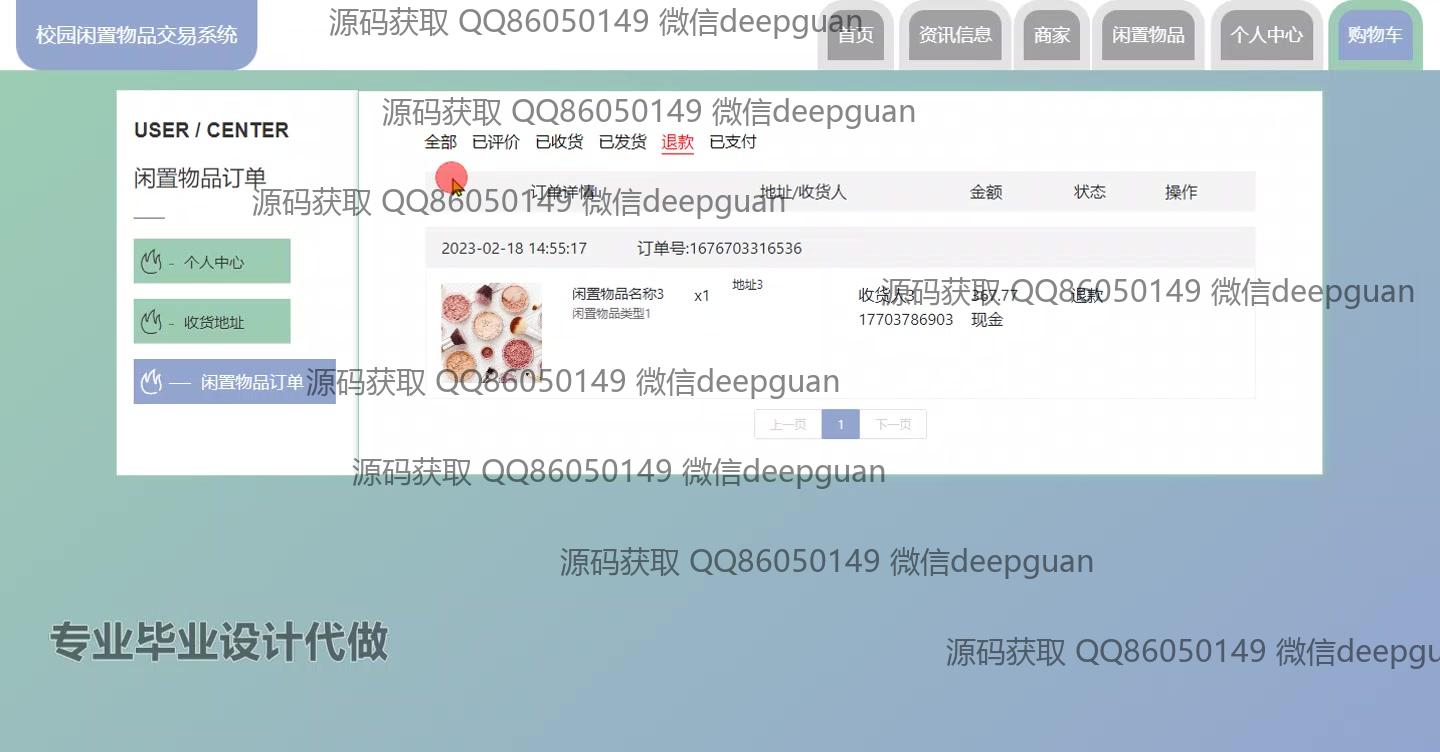 校园闲置物品交易系统
源码获取 QQ86050149 微信deepguan
首页 资讯信息 商家 闲置物品 个人中心 购物车
USER / CENTER
源码获取 QQ86050149 微信deepguan
全部 已评价 已收货 已发货 退款 已支付
闲置物品订单
订单详情 地址/收货人 金额 状态 操作
源码获取 QQ86050149 微信deepguan
2023-02-18 14:55:17 订单号:1676703316536
- 个人中心
闲置物品名称3 x1 地址3 收货人3 367.77 退款
源码获取 QQ86050149 微信deepguan
闲置物品类型1
17703786903 现金
- 收货地址
— 闲置物品订单
源码获取 QQ86050149 微信deepguan
上一页 1 下一页
源码获取 QQ86050149 微信deepguan
源码获取 QQ86050149 微信deepguan
专业毕业设计代做
源码获取 QQ86050149 微信deepgu